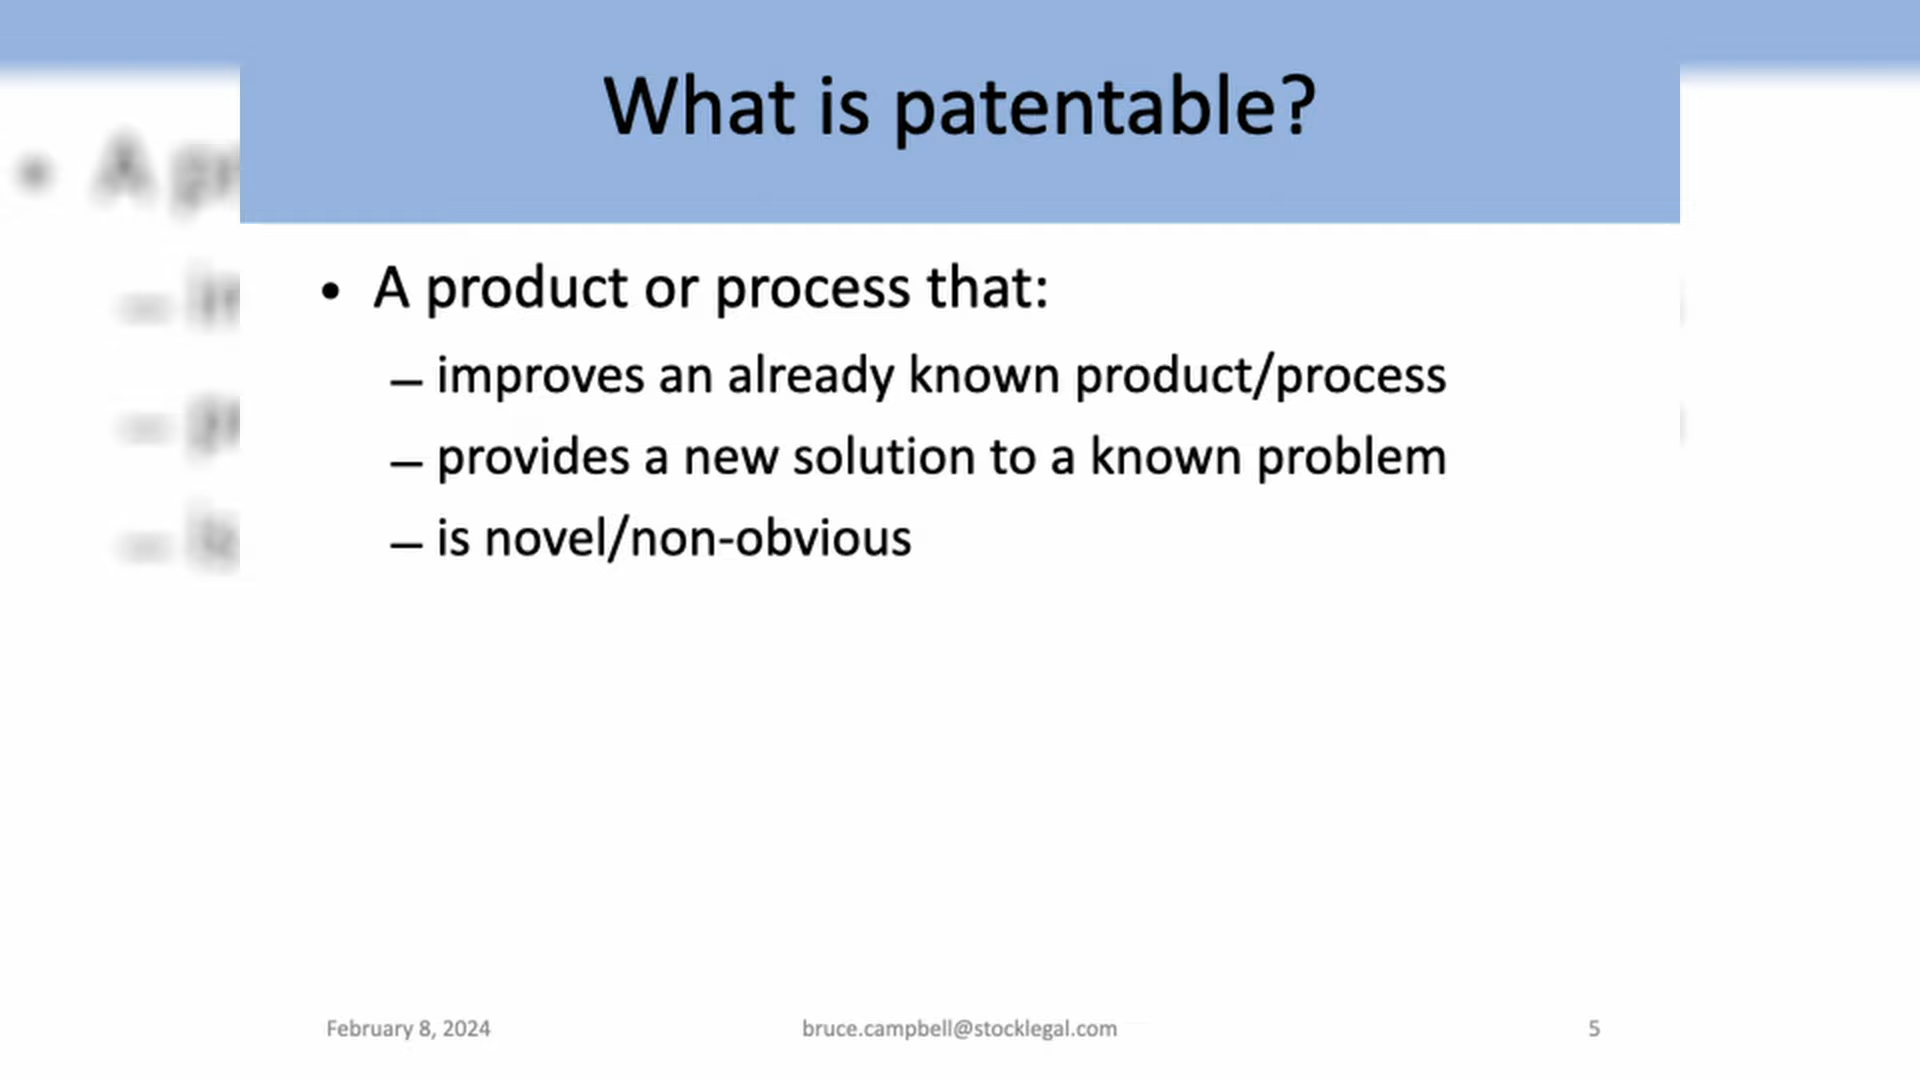 What is patentable?
• A product or process that:
– improves an already known product/process
– provides a new solution to a known problem
– is novel/non-obvious
February 8, 2024
bruce.campbell@stocklegal.com
5